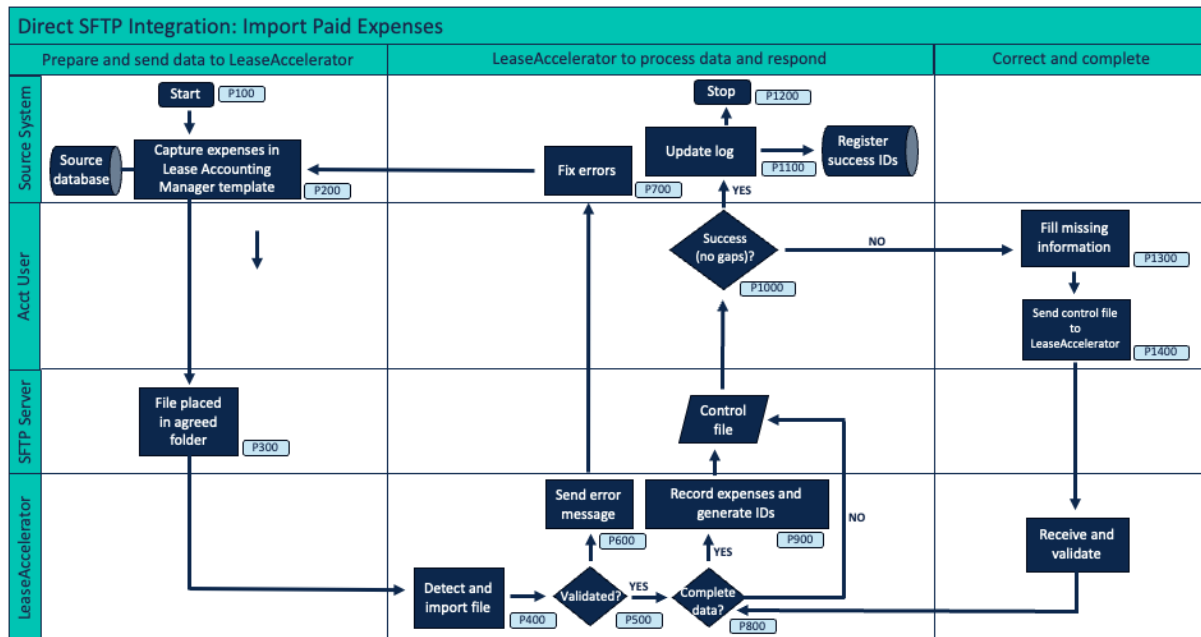 Direct SFTP Integration: Import Paid Expenses
Prepare and send data to LeaseAccelerator
LeaseAccelerator to process data and respond
Correct and complete
Source System
Start
P100
Source
database
Capture expenses in
Lease Accounting
Manager template
P200
Fix errors
P700
Stop
P1200
Update log
P1100
Register
success IDs
YES
Acct User
Success
(no gaps)?
P1000
NO
Fill missing
information
P1300
Send control file
to
LeaseAccelerator
P1400
SFTP Server
File placed
in agreed
folder
P300
Control
file
LeaseAccelerator
Send error
message
P600
Record expenses and
generate IDs
P900
NO
YES
Receive and
validate
Detect and
import file
P400
Validated?
P500
YES
Complete
data?
P800